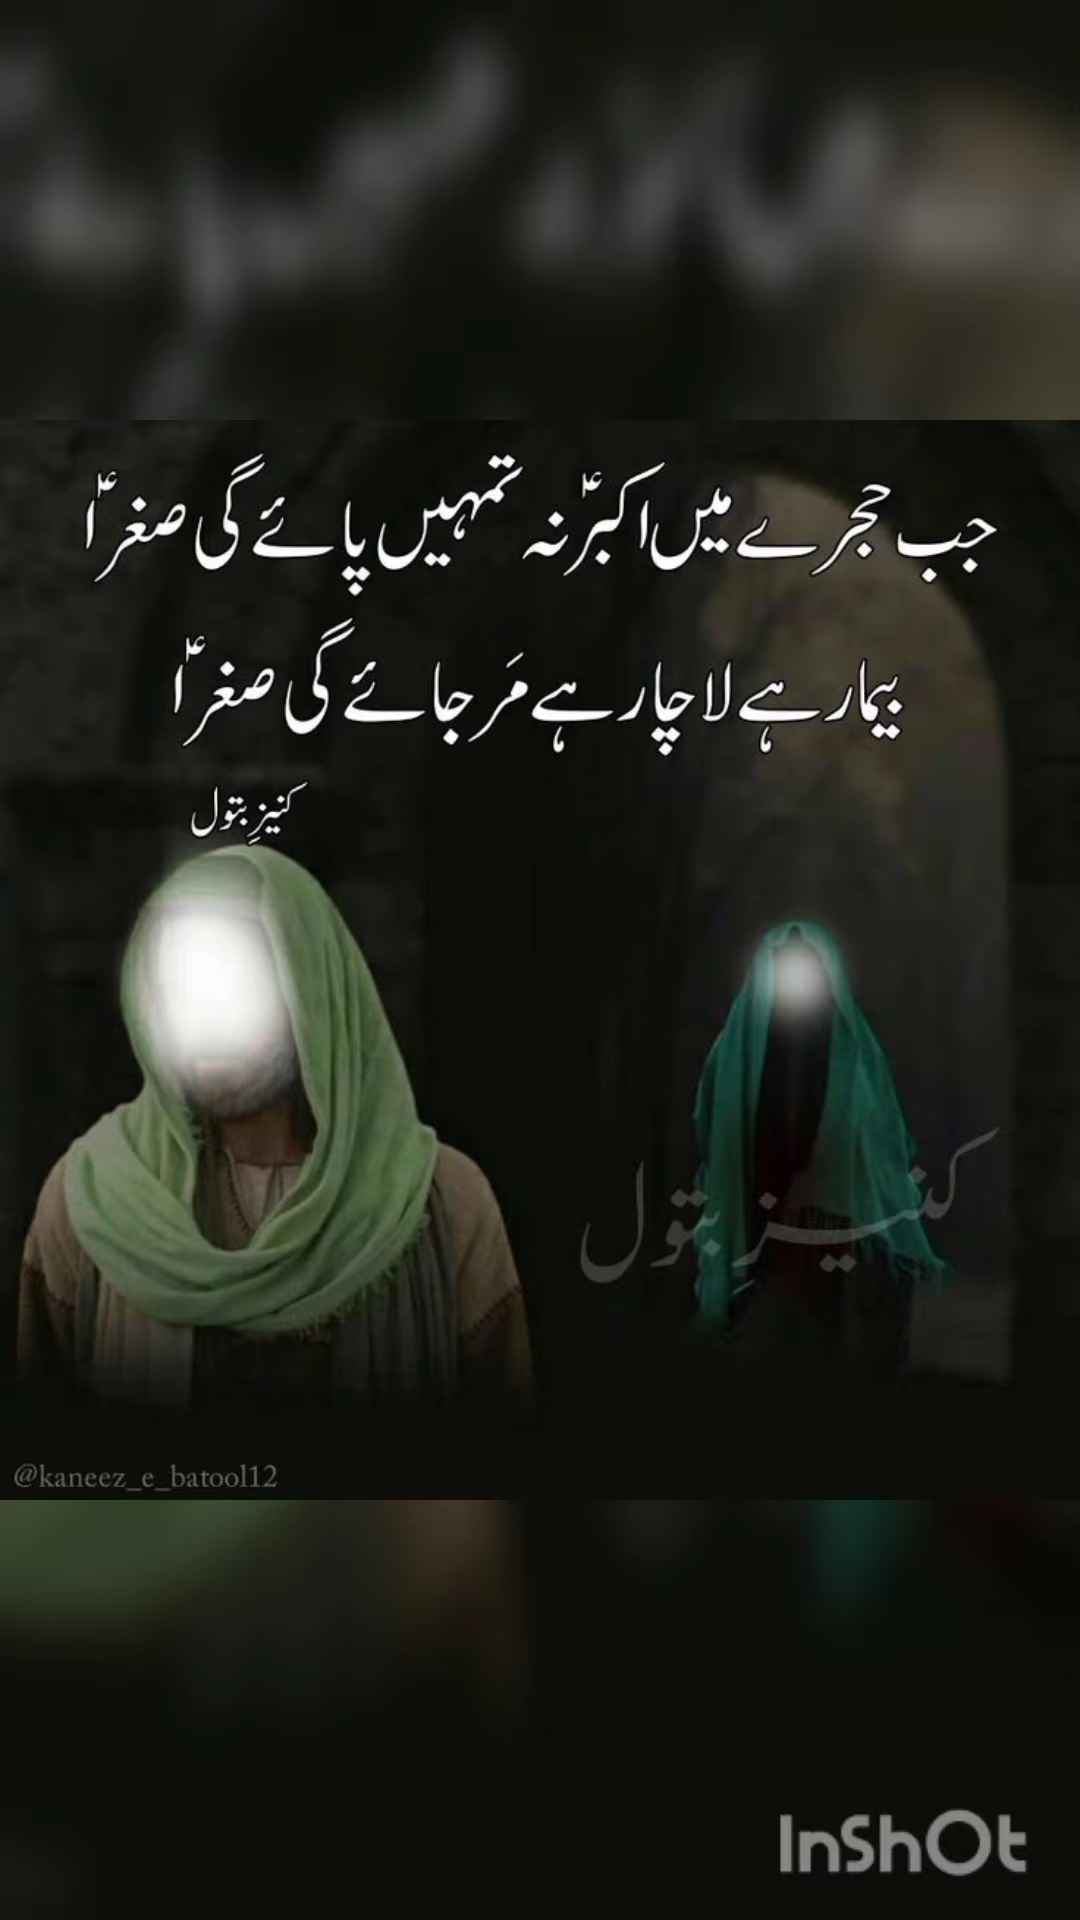 جب حجرے میں اکبرؑ نہ تمہیں پائے گی صغراؑ
بیمار ہے لاچار ہے مَر جائے گی صغراؑ
کنیزِ بتول
کنیزِ بتول
@kaneez_e_batool12
InShOt